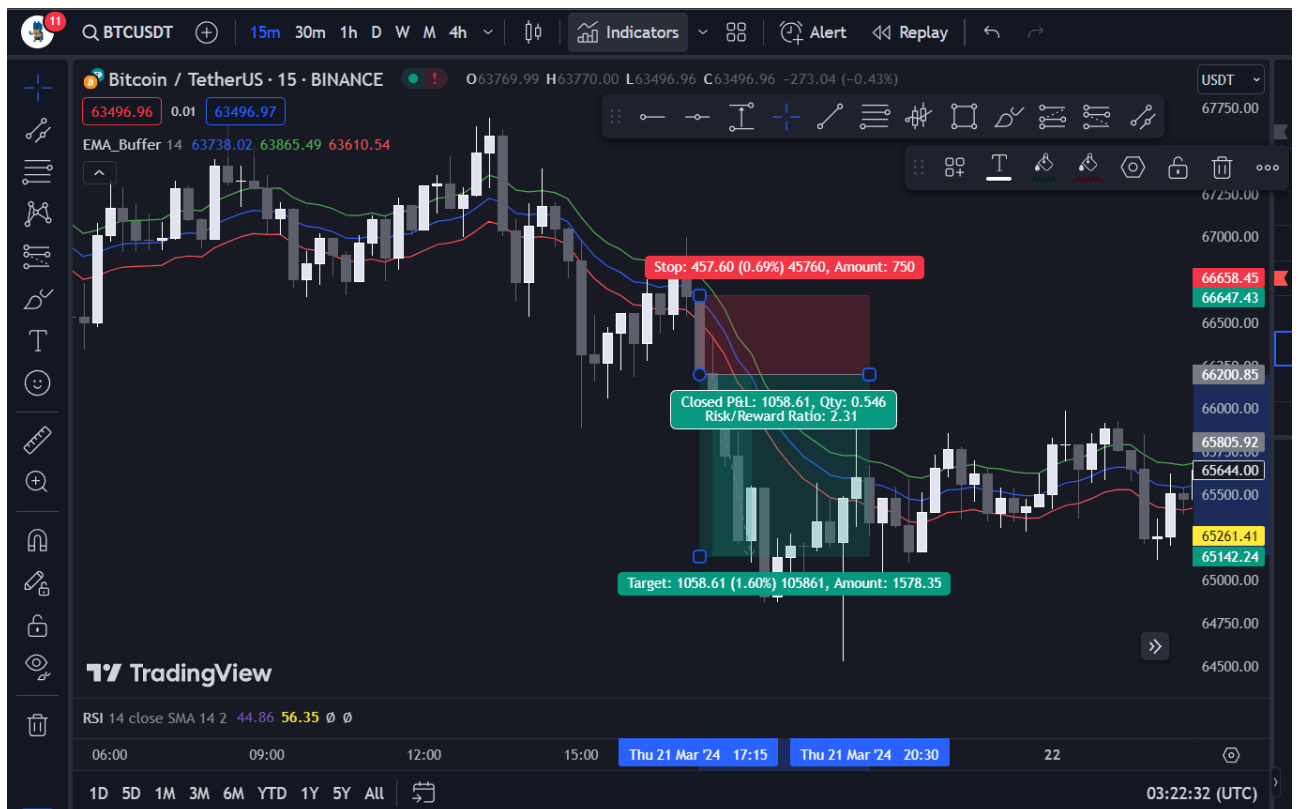 11
BTCUSDT
15m 30m 1h D W M 4h
Indicators
Alert
Replay
Bitcoin / TetherUS · 15 · BINANCE
! O63769.99 H63770.00 L63496.96 C63496.96 −273.04 (−0.43%)
USDT
63496.96 0.01 63496.97
67750.00
EMA_Buffer 14 63738.02 63865.49 63610.54
T
67250.00
67000.00
Stop: 457.60 (0.69%) 45760, Amount: 750
66658.45
66647.43
66500.00
66250.00
66200.85
Closed P&L: 1058.61, Qty: 0.546
Risk/Reward Ratio: 2.31
66000.00
65805.92
65750.00
65644.00
65500.00
65261.41
65142.24
Target: 1058.61 (1.60%) 105861, Amount: 1578.35
65000.00
64750.00
64500.00
TradingView
RSI 14 close SMA 14 2 44.86 56.35 Ø Ø
06:00 09:00 12:00 15:00 Thu 21 Mar '24 17:15 Thu 21 Mar '24 20:30 22
1D 5D 1M 3M 6M YTD 1Y 5Y All
03:22:32 (UTC)